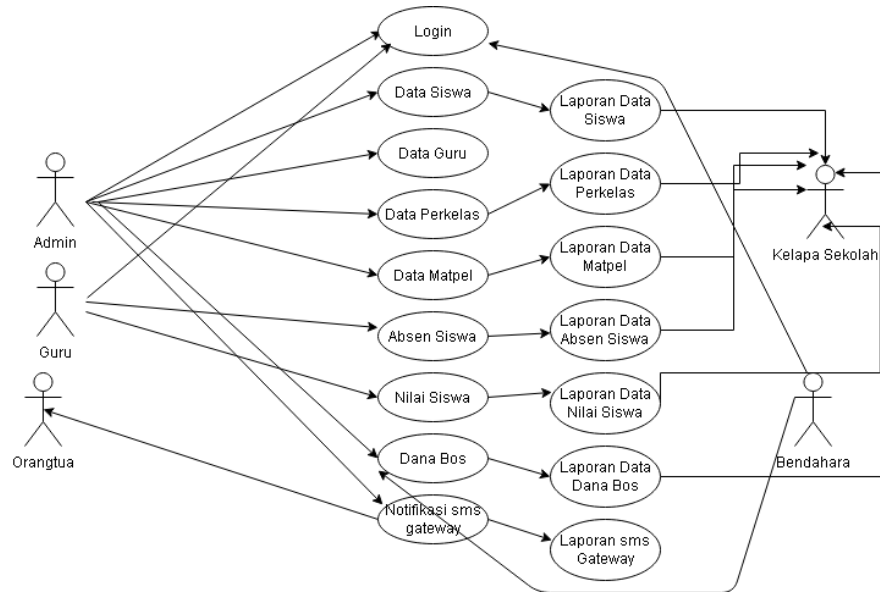 Login
Data Siswa
Laporan Data
Siswa
Data Guru
Laporan Data
Perkelas
Data Perkelas
Admin
Laporan Data
Matpel
Kelapa Sekolah
Data Matpel
Absen Siswa
Laporan Data
Absen Siswa
Guru
Nilai Siswa
Laporan Data
Nilai Siswa
Orangtua
Dana Bos
Laporan Data
Dana Bos
Bendahara
Notifikasi sms
gateway
Laporan sms
Gateway